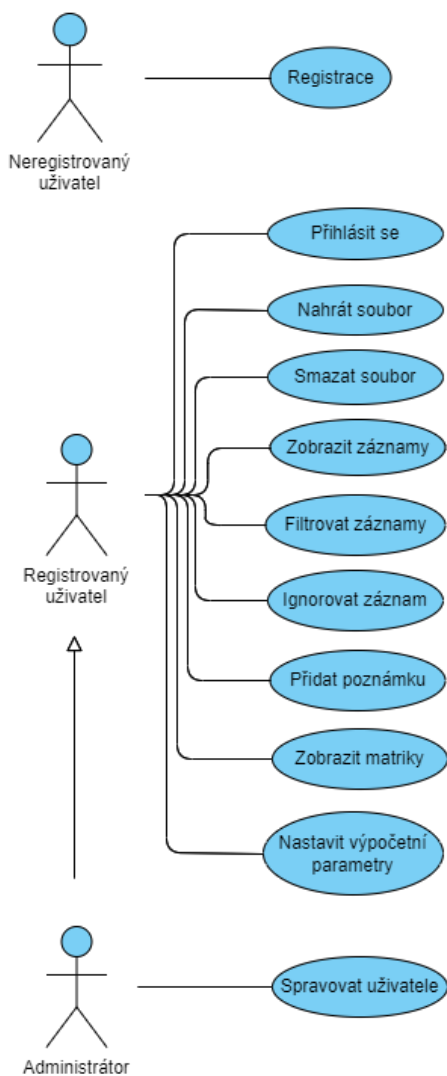 Registrace
Neregistrovaný
uživatel
Přihlásit se
Nahrát soubor
Smazat soubor
Zobrazit záznamy
Filtrovat záznamy
Registrovaný
uživatel
Ignorovat záznam
Přidat poznámku
Zobrazit matriky
Nastavit výpočetní
parametry
Spravovat uživatele
Administrátor